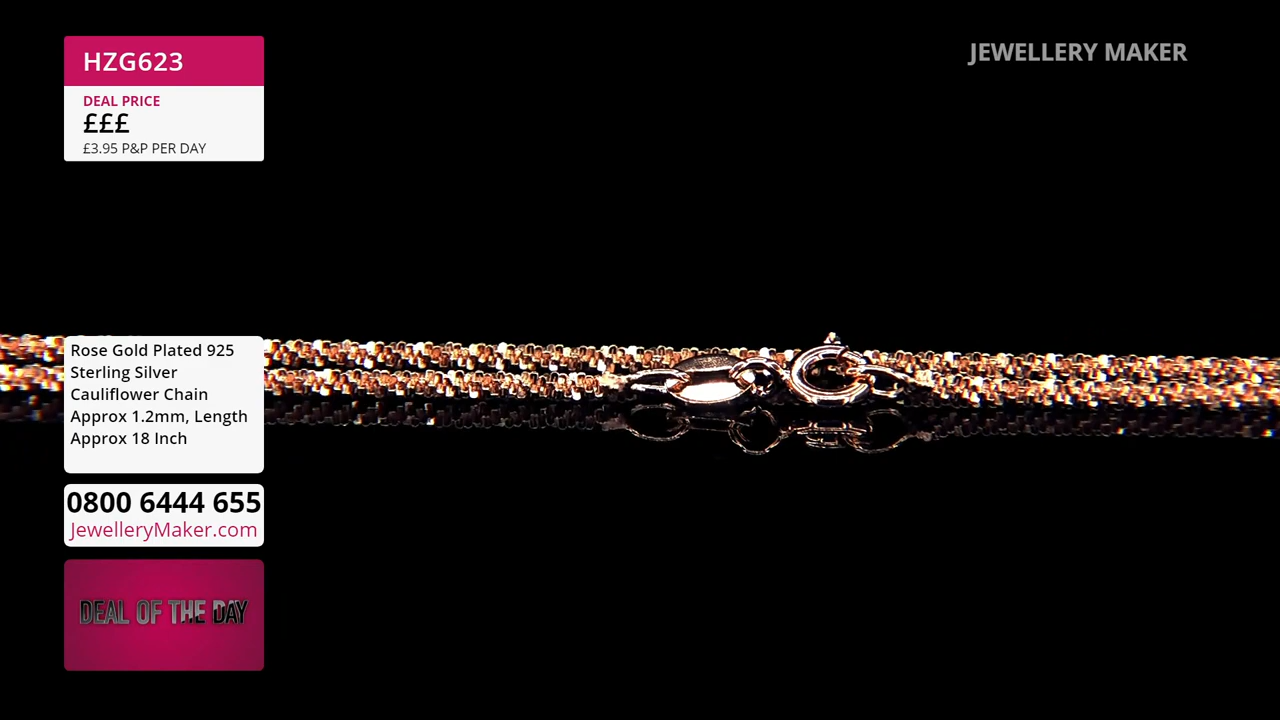 HZG623
DEAL PRICE
£££
£3.95 P&P PER DAY
JEWELLERY MAKER
Rose Gold Plated 925
Sterling Silver
Cauliflower Chain
Approx 1.2mm, Length
Approx 18 Inch
0800 6444 655
JewelleryMaker.com
DEAL OF THE DAY